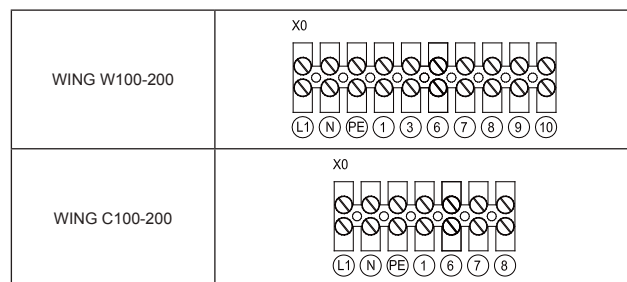 X0
WING W100-200
L1 N PE 1 3 6 7 8 9 10
X0
WING C100-200
L1 N PE 1 6 7 8